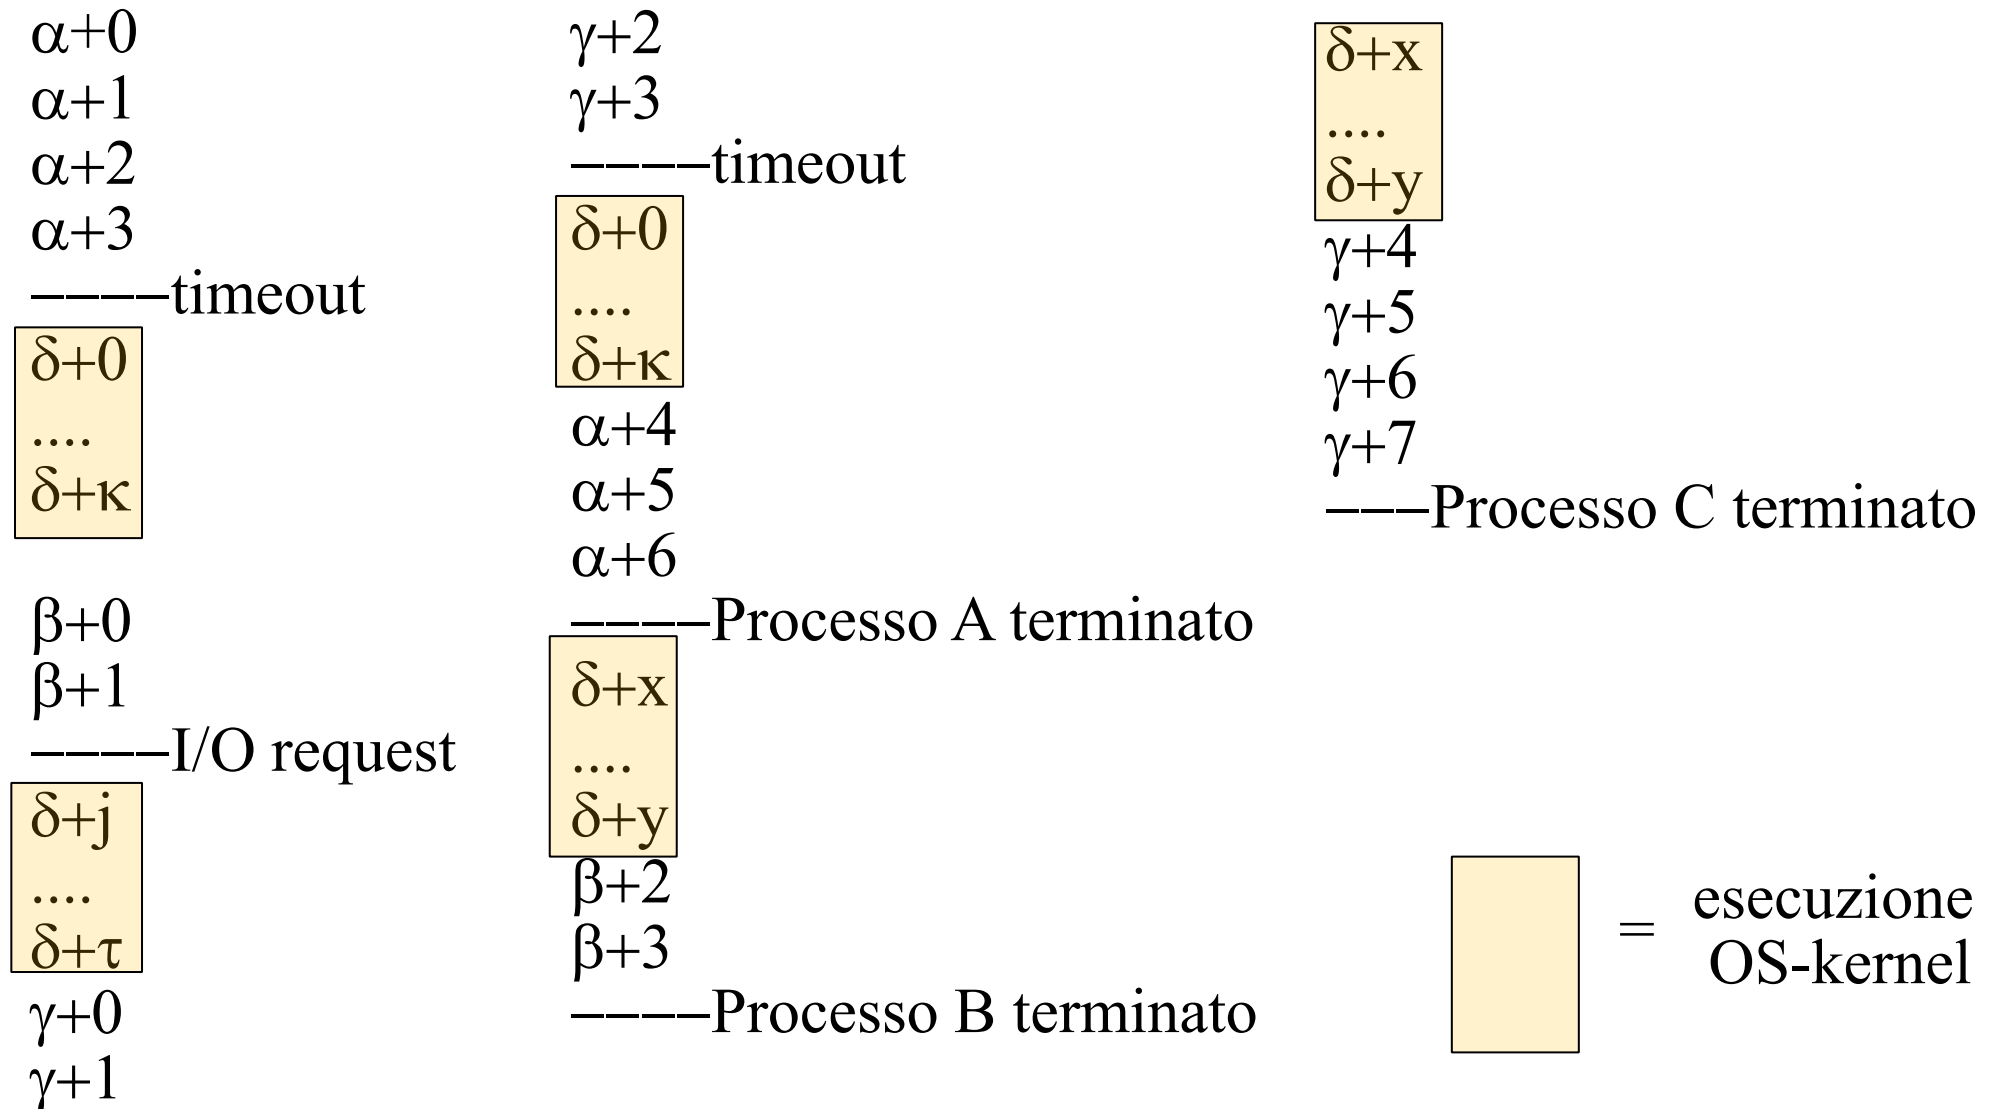 α+0
α+1
α+2
α+3
----timeout
δ+0
....
δ+κ
β+0
β+1
----I/O request
δ+j
....
δ+τ
γ+0
γ+1
γ+2
γ+3
----timeout
δ+0
....
δ+κ
α+4
α+5
α+6
----Processo A terminato
δ+x
....
δ+y
β+2
β+3
----Processo B terminato
δ+x
....
δ+y
γ+4
γ+5
γ+6
γ+7
---Processo C terminato
= esecuzione
OS-kernel